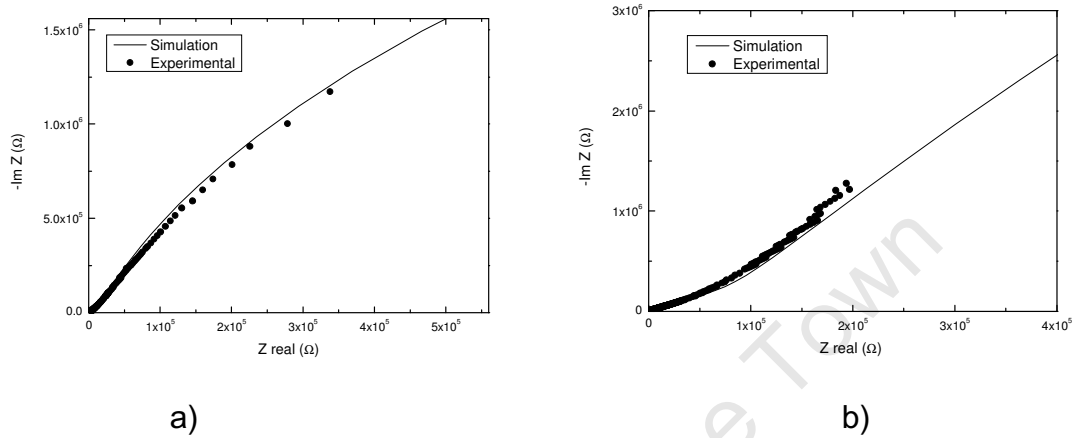 1.5x10⁶
1.0x10⁶
5.0x10⁵
0.0
-Im Z (Ω)
Simulation
Experimental
0
1x10⁵
2x10⁵
3x10⁵
4x10⁵
5x10⁵
Z real (Ω)
a)
3x10⁶
2x10⁶
1x10⁶
0
-Im Z (Ω)
Simulation
Experimental
0
1x10⁵
2x10⁵
3x10⁵
4x10⁵
Z real (Ω)
b)
e Town